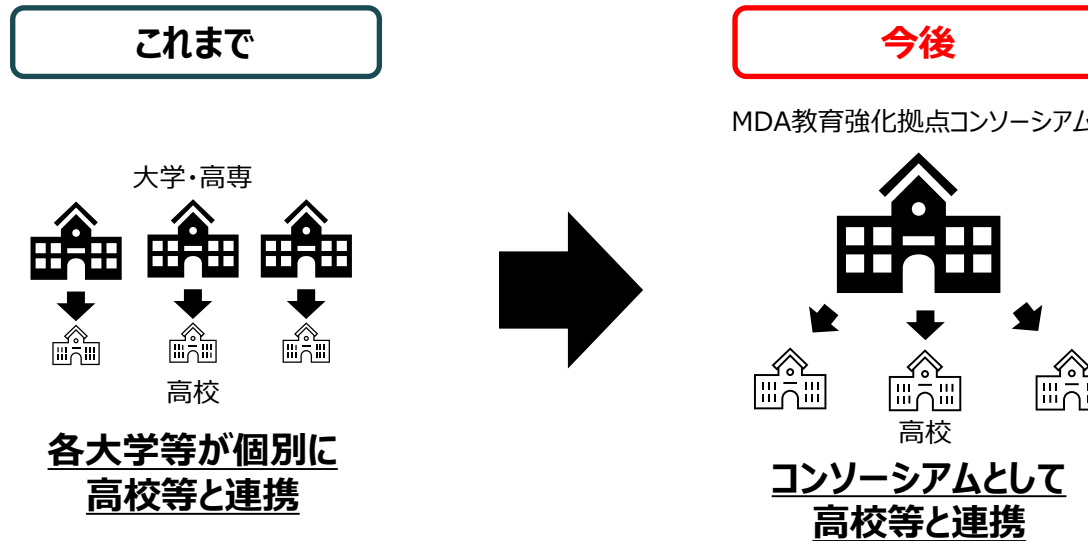 これまで
大学・高専
高校
各大学等が個別に
高校等と連携
今後
MDA教育強化拠点コンソーシアム
高校
コンソーシアムとして
高校等と連携